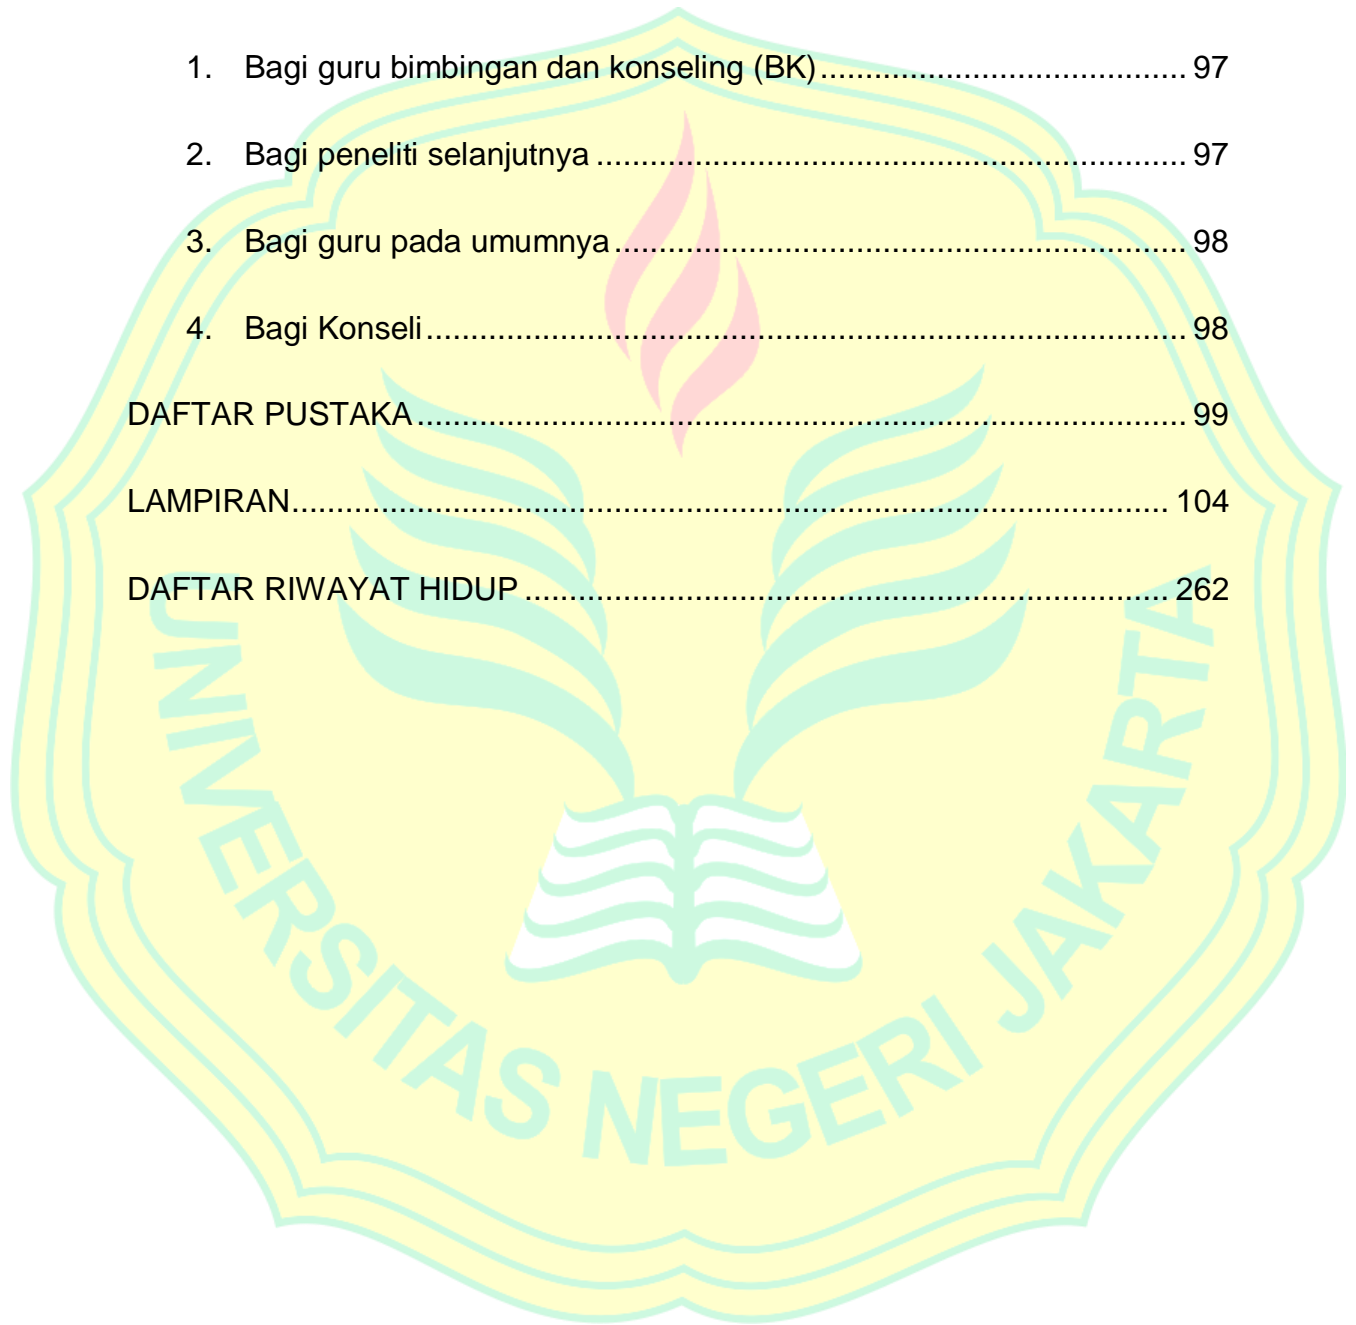 1. Bagi guru bimbingan dan konseling (BK)....................................... 97
2. Bagi peneliti selanjutnya ................................................................ 97
3. Bagi guru pada umumnya .............................................................. 98
4. Bagi Konseli .................................................................................... 98
DAFTAR PUSTAKA ..................................................................................... 99
LAMPIRAN................................................................................................. 104
DAFTAR RIWAYAT HIDUP ....................................................................... 262
UNIVERSITAS NEGERI JAKARTA